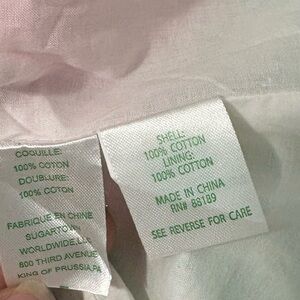 COQUILLE:
100% COTON
DOUBLURE:
100% COTON
FABRIQUE EN CHINE
SUGARTOWN
WORLDWIDE, LLC
800 THIRD AVENUE
KING OF PRUSSIA, PA
SHELL:
100% COTTON
LINING:
100% COTTON
MADE IN CHINA
RN# 88189
SEE REVERSE FOR CARE